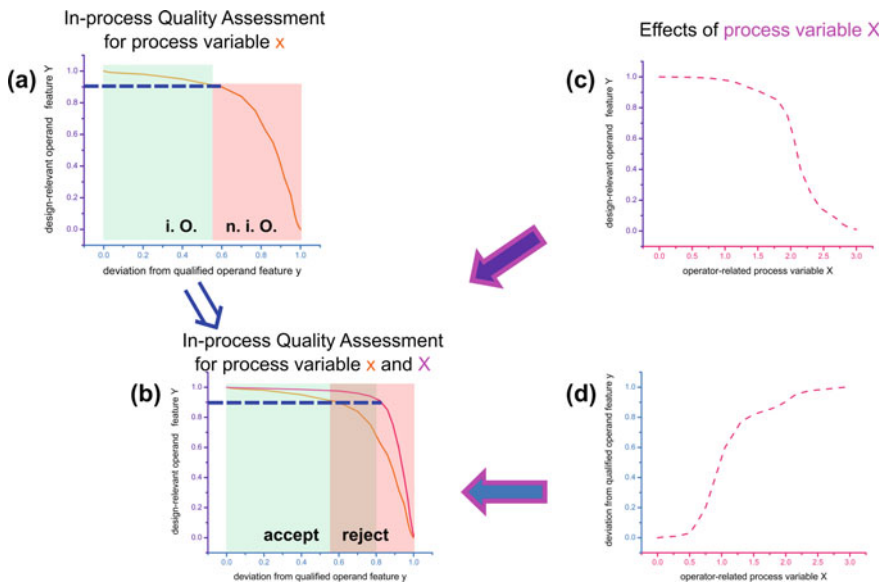 In-process Quality Assessment
for process variable x
(a)
design-relevant operand feature Y
1.0
0.8
0.6
0.4
0.2
0.0
i. O.
n. i. O.
0.0 0.2 0.4 0.6 0.8 1.0
deviation from qualified operand feature y
Effects of process variable X
(c)
design-relevant operand feature Y
1.0
0.8
0.6
0.4
0.2
0.0
0.0 0.5 1.0 1.5 2.0 2.5 3.0
operator-related process variable X
In-process Quality Assessment
for process variable x and X
(b)
design-relevant operand feature Y
1.0
0.8
0.6
0.4
0.2
0.0
accept
reject
0.0 0.2 0.4 0.6 0.8 1.0
deviation from qualified operand feature y
(d)
deviation from qualified operand feature y
1.0
0.8
0.6
0.4
0.2
0.0
0.0 0.5 1.0 1.5 2.0 2.5 3.0
operator-related process variable X